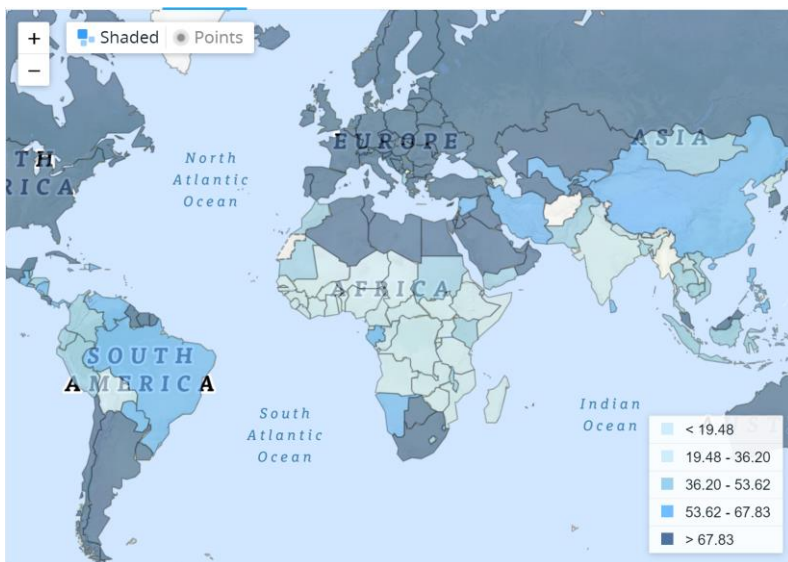 +
−
Shaded
Points
TH
RICA
North
Atlantic
Ocean
EUROPE
ASIA
AFRICA
SOUTH
AMERICA
South
Atlantic
Ocean
Indian
Ocean
< 19.48
19.48 - 36.20
36.20 - 53.62
53.62 - 67.83
> 67.83